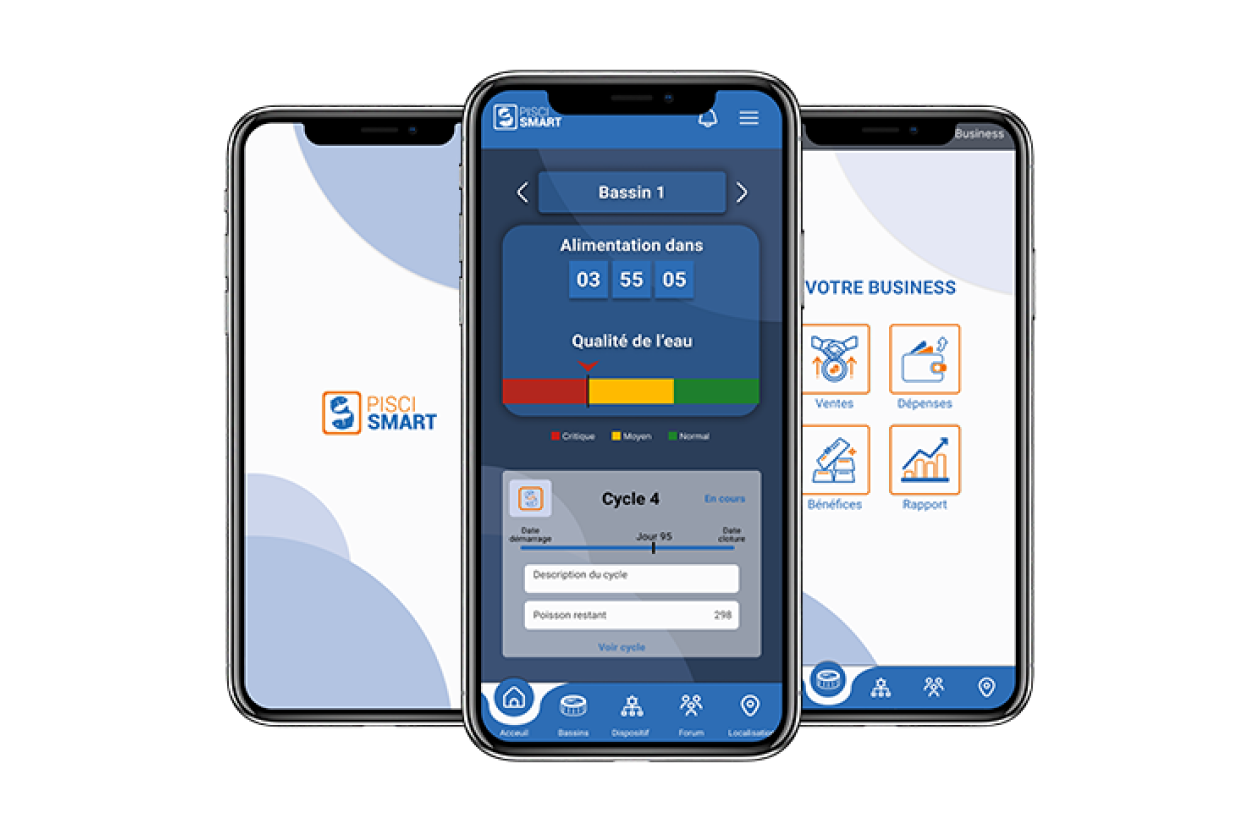 PISCI
SMART
PISCI
SMART
Bassin 1
Alimentation dans
03 55 05
Qualité de l'eau
Critique Moyen Normal
Cycle 4 En cours
Date
demarrage
Jour 95
Date
cloture
Description du cycle
Poisson restant 298
Voir cycle
Acceuil Bassins Dispositif Forum Localisation
Business
VOTRE BUSINESS
Ventes Dépenses
Bénéfices Rapport